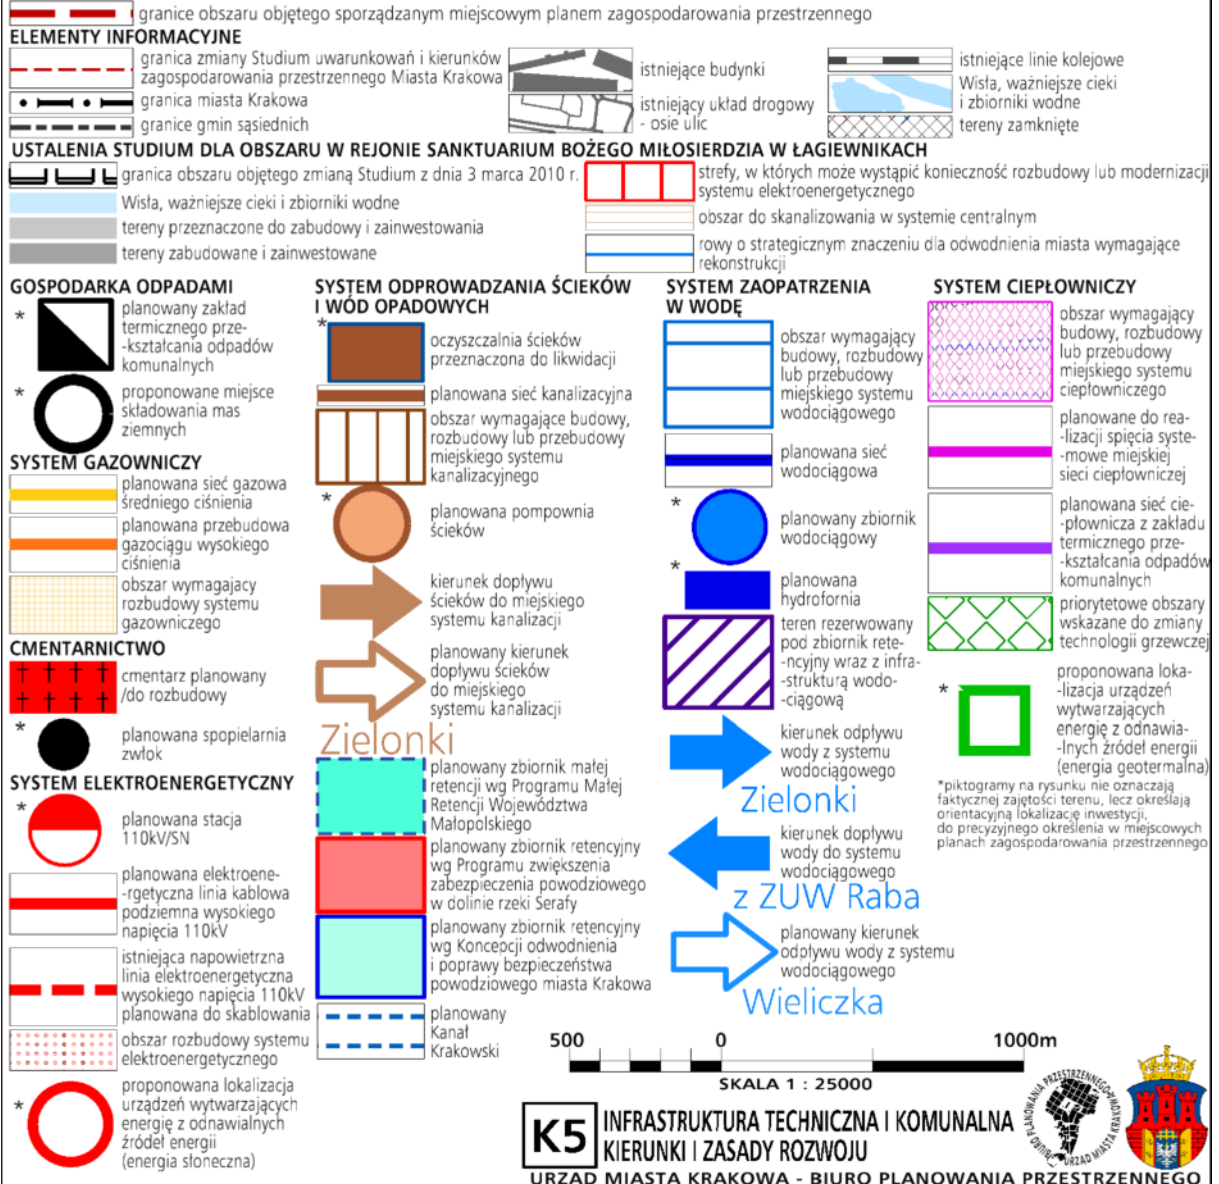 granice obszaru objętego sporządzanym miejscowym planem zagospodarowania przestrzennego
ELEMENTY INFORMACYJNE
granica zmiany Studium uwarunkowań i kierunków
zagospodarowania przestrzennego Miasta Krakowa
granica miasta Krakowa
granice gmin sąsiednich
istniejące budynki
istniejący układ drogowy
- osie ulic
istniejące linie kolejowe
Wisła, ważniejsze cieki
i zbiorniki wodne
tereny zamknięte
USTALENIA STUDIUM DLA OBSZARU W REJONIE SANKTUARIUM BOŻEGO MIŁOSIERDZIA W ŁAGIEWNIKACH
granica obszaru objętego zmianą Studium z dnia 3 marca 2010 r.
Wisła, ważniejsze cieki i zbiorniki wodne
tereny przeznaczone do zabudowy i zainwestowania
tereny zabudowane i zainwestowane
strefy, w których może wystąpić konieczność rozbudowy lub modernizacji
systemu elektroenergetycznego
obszar do skanalizowania w systemie centralnym
rowy o strategicznym znaczeniu dla odwodnienia miasta wymagające
rekonstrukcji
GOSPODARKA ODPADAMI
*
planowany zakład
termicznego prze-
-kształcania odpadów
komunalnych
*
proponowane miejsce
składowania mas
ziemnych
SYSTEM GAZOWNICZY
planowana sieć gazowa
średniego ciśnienia
planowana przebudowa
gazociągu wysokiego
ciśnienia
obszar wymagajacy
rozbudowy systemu
gazowniczego
CMENTARNICTWO
cmentarz planowany
/do rozbudowy
*
planowana spopielarnia
zwłok
SYSTEM ELEKTROENERGETYCZNY
*
planowana stacja
110kV/SN
planowana elektroene-
-rgetyczna linia kablowa
podziemna wysokiego
napięcia 110kV
istniejąca napowietrzna
linia elektroenergetyczna
wysokiego napięcia 110kV
planowana do skablowania
obszar rozbudowy systemu
elektroenergetycznego
*
proponowana lokalizacja
urządzeń wytwarzających
energię z odnawialnych
źródeł energii
(energia słoneczna)
SYSTEM ODPROWADZANIA ŚCIEKÓW
I WÓD OPADOWYCH
*
oczyszczalnia ścieków
przeznaczona do likwidacji
planowana sieć kanalizacyjna
obszar wymagające budowy,
rozbudowy lub przebudowy
miejskiego systemu
kanalizacyjnego
*
planowana pompownia
ścieków
kierunek dopływu
ścieków do miejskiego
systemu kanalizacji
planowany kierunek
dopływu ścieków
do miejskiego
systemu kanalizacji
Zielonki
planowany zbiornik małej
retencji wg Programu Małej
Retencji Województwa
Małopolskiego
planowany zbiornik retencyjny
wg Programu zwiększenia
zabezpieczenia powodziowego
w dolinie rzeki Serafy
planowany zbiornik retencyjny
wg Koncepcji odwodnienia
i poprawy bezpieczeństwa
powodziowego miasta Krakowa
planowany
Kanał
Krakowski
SYSTEM ZAOPATRZENIA
W WODĘ
obszar wymagający
budowy, rozbudowy
lub przebudowy
miejskiego systemu
wodociągowego
planowana sieć
wodociągowa
*
planowany zbiornik
wodociągowy
*
planowana
hydrofornia
teren rezerwowany
pod zbiornik rete-
-ncyjny wraz z infra-
-strukturą wodo-
-ciągową
kierunek odpływu
wody z systemu
wodociągowego
Zielonki
kierunek dopływu
wody do systemu
wodociągowego
z ZUW Raba
planowany kierunek
odpływu wody z systemu
wodociągowego
Wieliczka
SYSTEM CIEPŁOWNICZY
obszar wymagający
budowy, rozbudowy
lub przebudowy
miejskiego systemu
ciepłowniczego
planowane do rea-
-lizacji spięcia syste-
-mowe miejskiej
sieci ciepłowniczej
planowana sieć cie-
-płownicza z zakładu
termicznego prze-
-kształcania odpadów
komunalnych
priorytetowe obszary
wskazane do zmiany
technologii grzewczej
*
proponowana loka-
-lizacja urządzeń
wytwarzających
energię z odnawia-
-lnych źródeł energii
(energia geotermalna)
*piktogramy na rysunku nie oznaczają
faktycznej zajętości terenu, lecz określają
orientacyjną lokalizację inwestycji,
do precyzyjnego określenia w miejscowych
planach zagospodarowania przestrzennego
500 0 1000m
SKALA 1 : 25000
K5
INFRASTRUKTURA TECHNICZNA I KOMUNALNA
KIERUNKI I ZASADY ROZWOJU
BIURO PLANOWANIA PRZESTRZENNEGO
URZĄD MIASTA KRAKOWA
URZĄD MIASTA KRAKOWA - BIURO PLANOWANIA PRZESTRZENNEGO